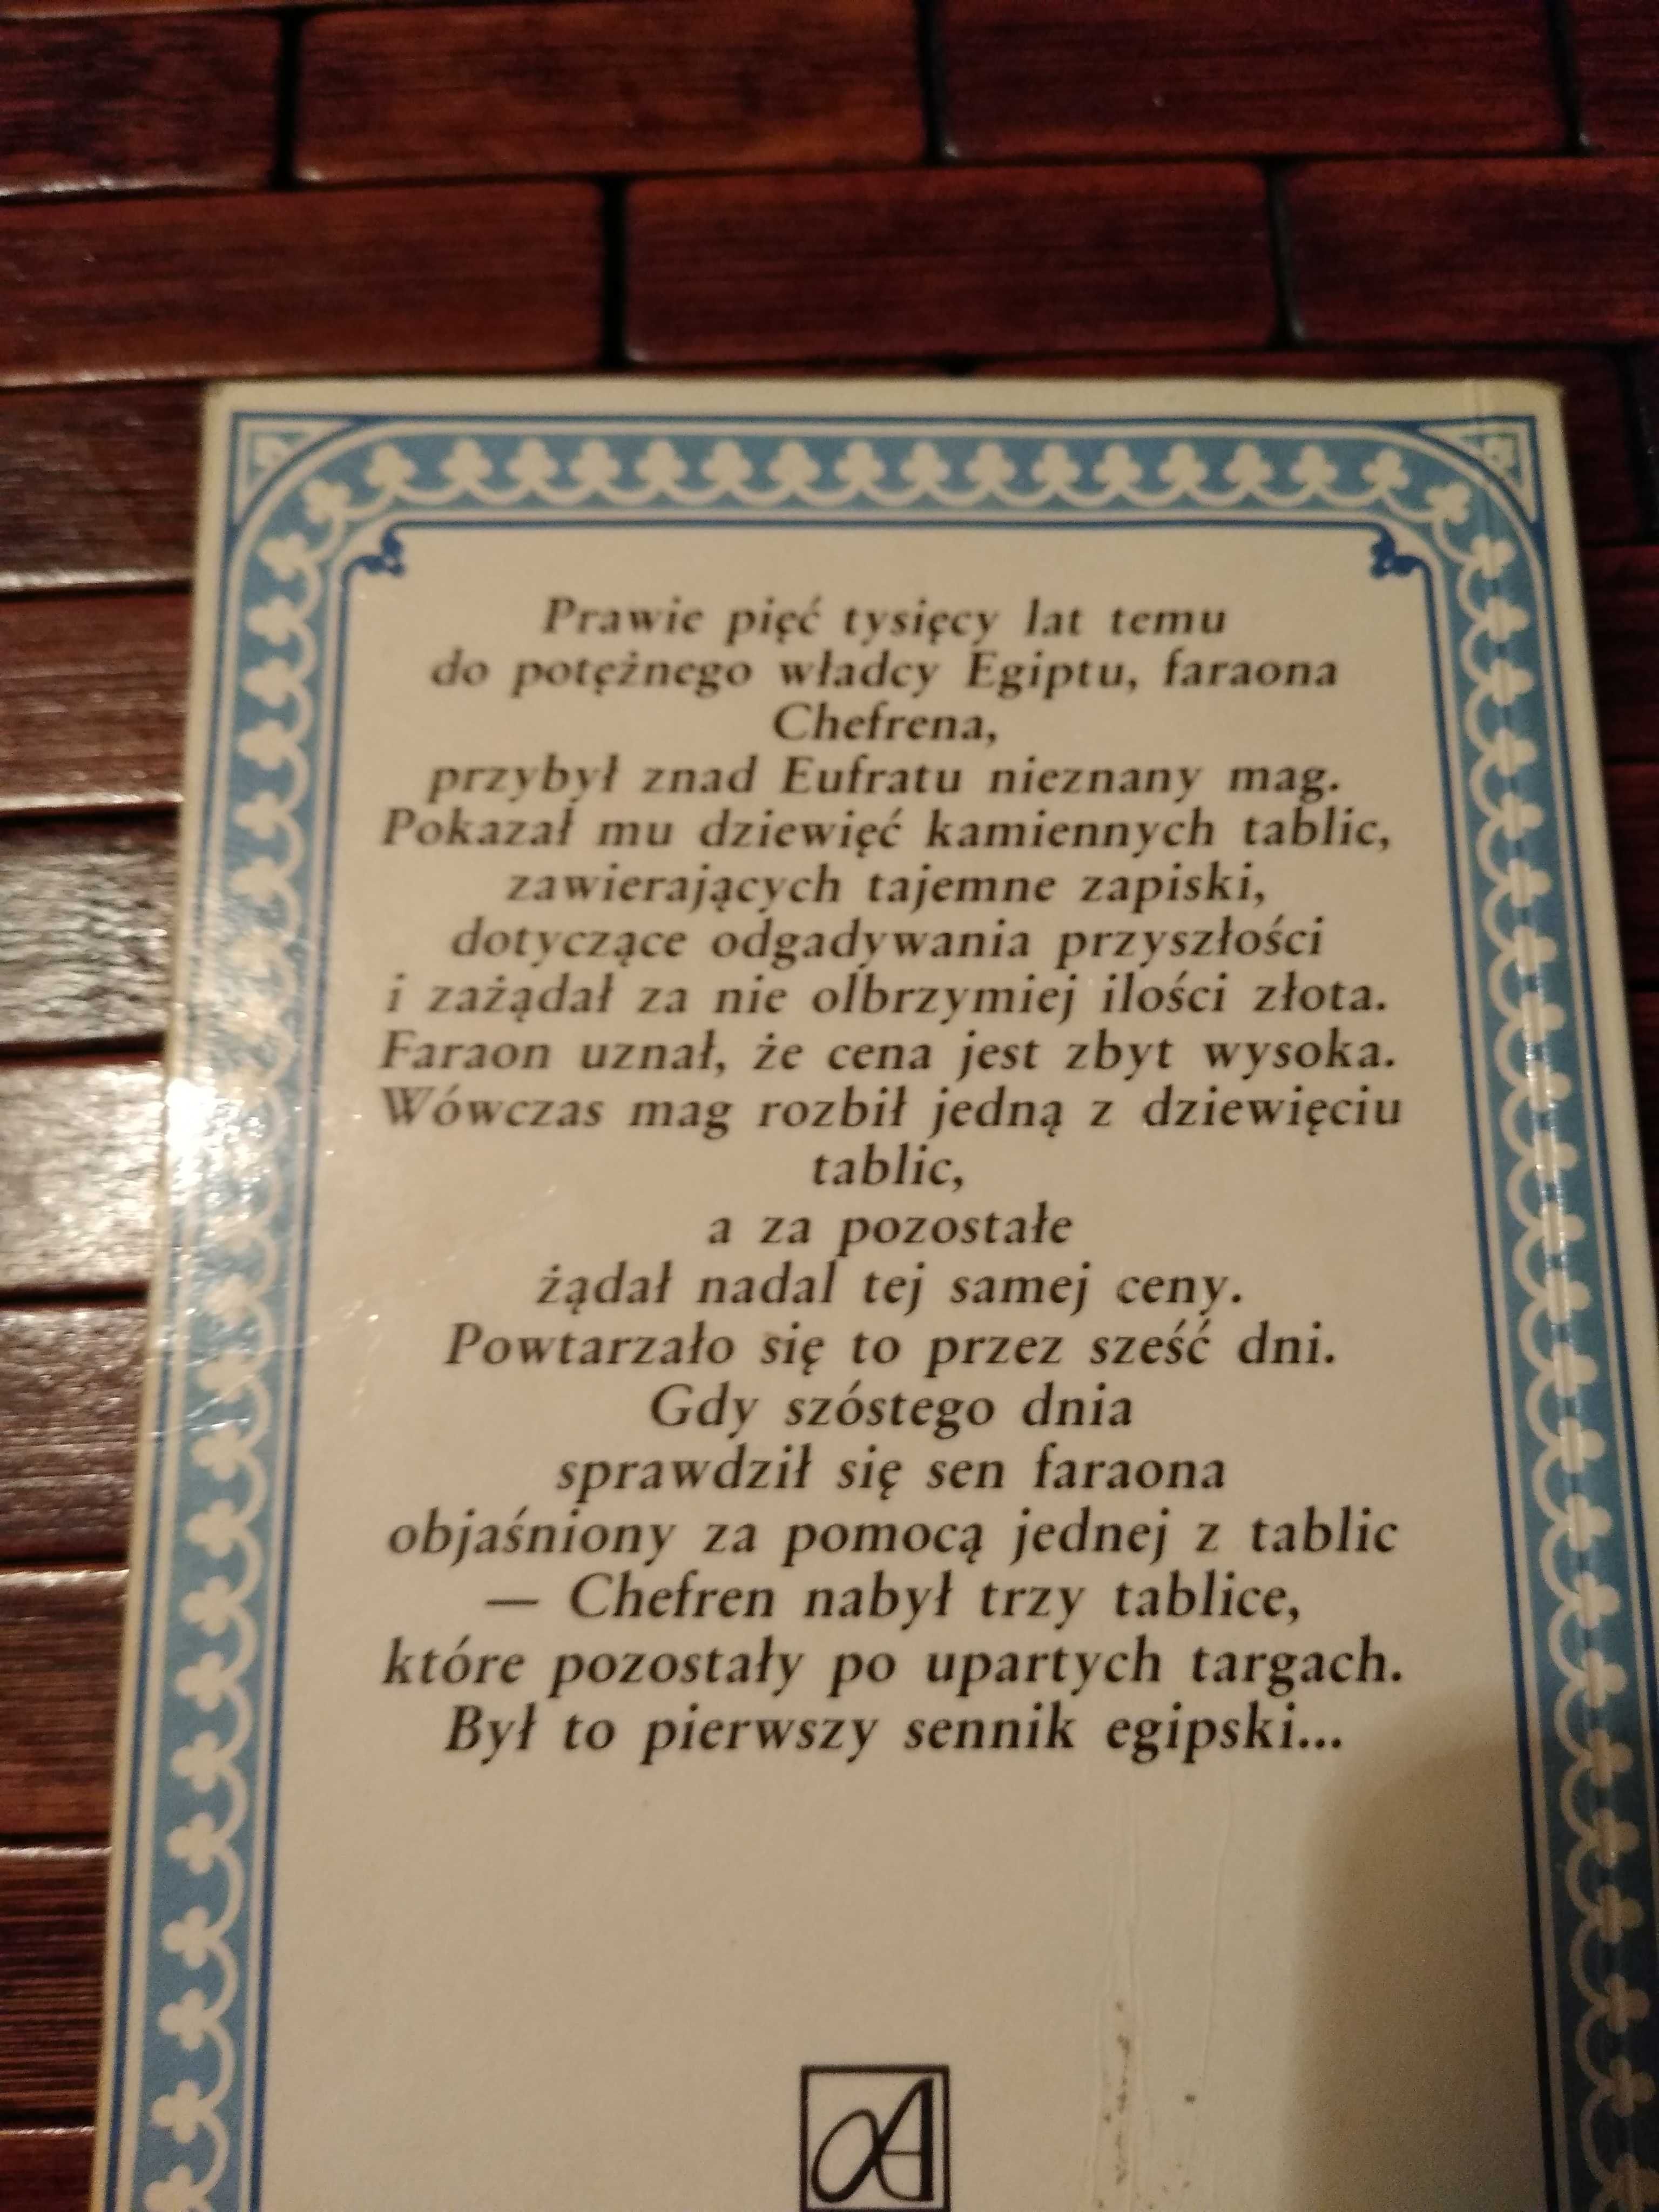 Prawie pięć tysięcy lat temu
do potężnego władcy Egiptu, faraona
Chefrena,
przybył znad Eufratu nieznany mag.
Pokazał mu dziewięć kamiennych tablic,
zawierających tajemne zapiski,
dotyczące odgadywania przyszłości
i zażądał za nie olbrzymiej ilości złota.
Faraon uznał, że cena jest zbyt wysoka.
Wówczas mag rozbił jedną z dziewięciu
tablic,
a za pozostałe
żądał nadal tej samej ceny.
Powtarzało się to przez sześć dni.
Gdy szóstego dnia
sprawdził się sen faraona
objaśniony za pomocą jednej z tablic
— Chefren nabył trzy tablice,
które pozostały po upartych targach.
Był to pierwszy sennik egipski...